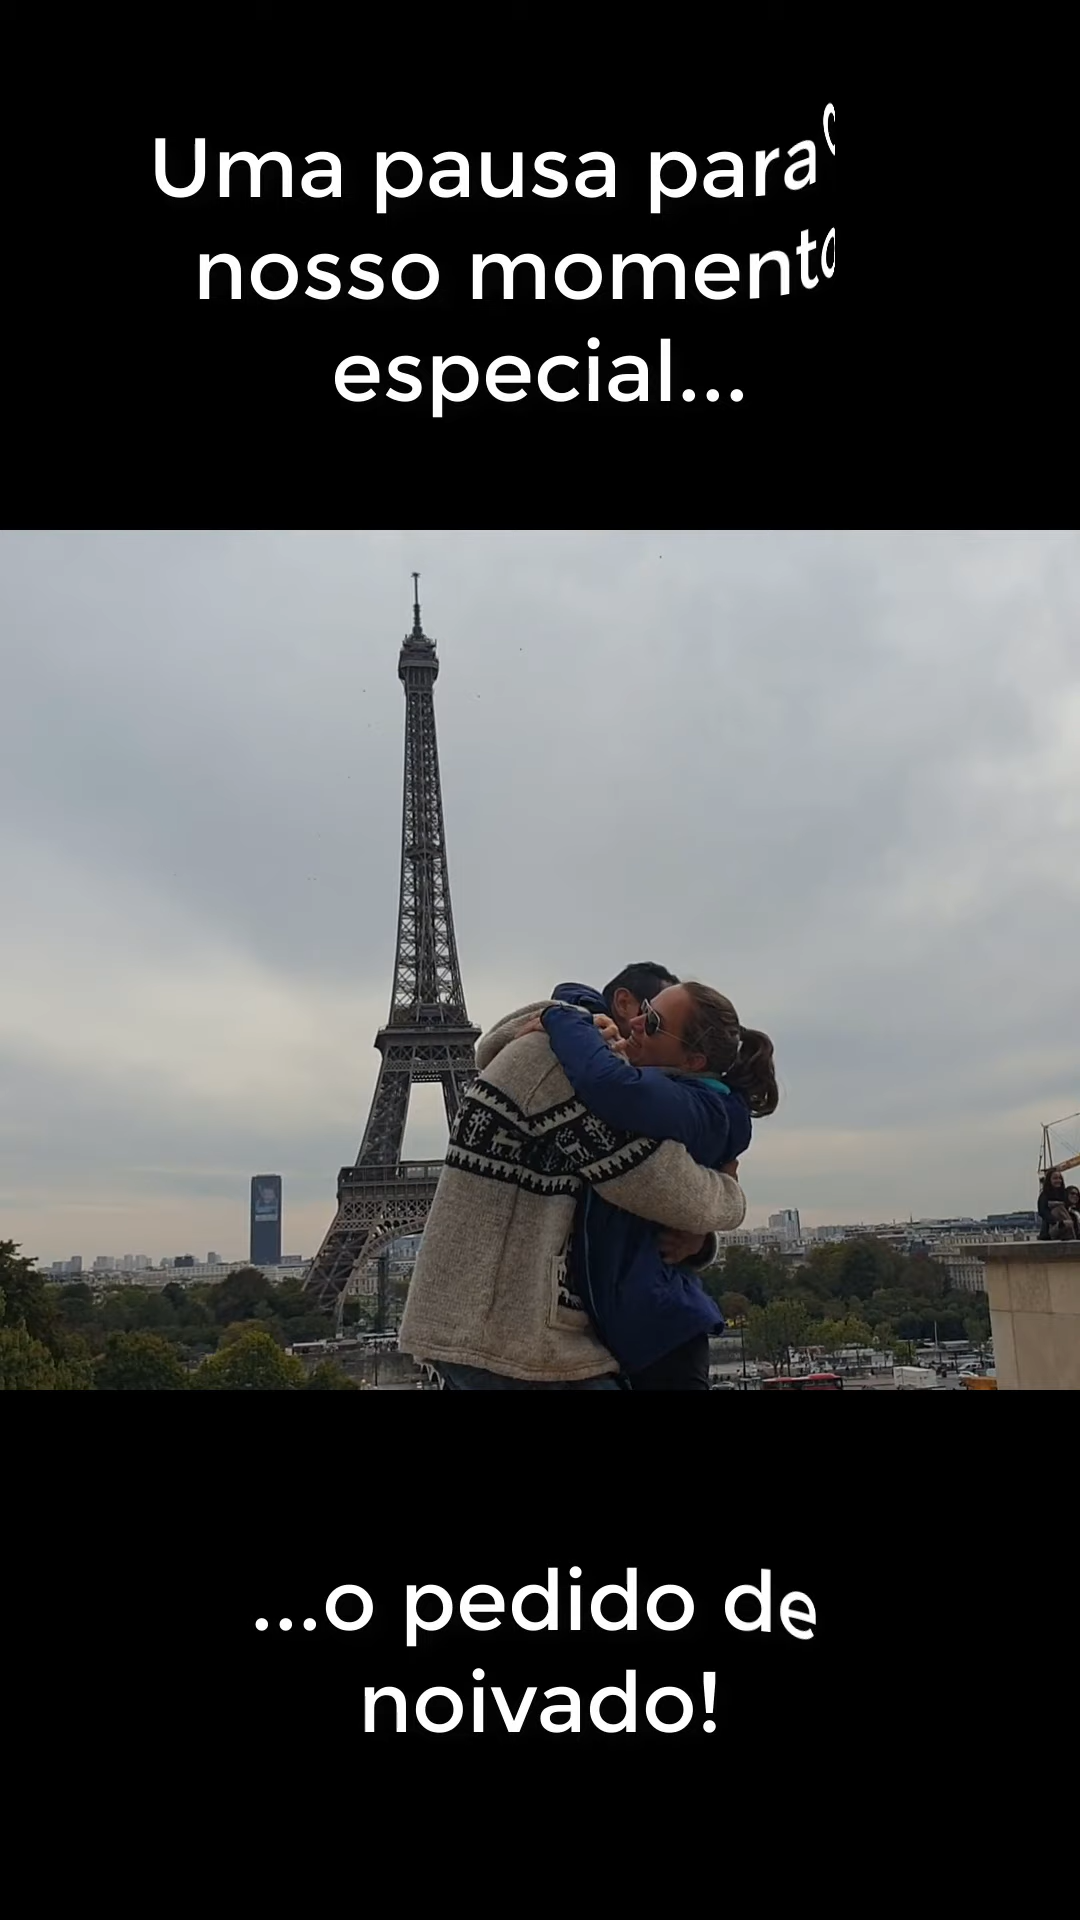 Uma pausa para o
nosso momento
especial...
...o pedido de
noivado!